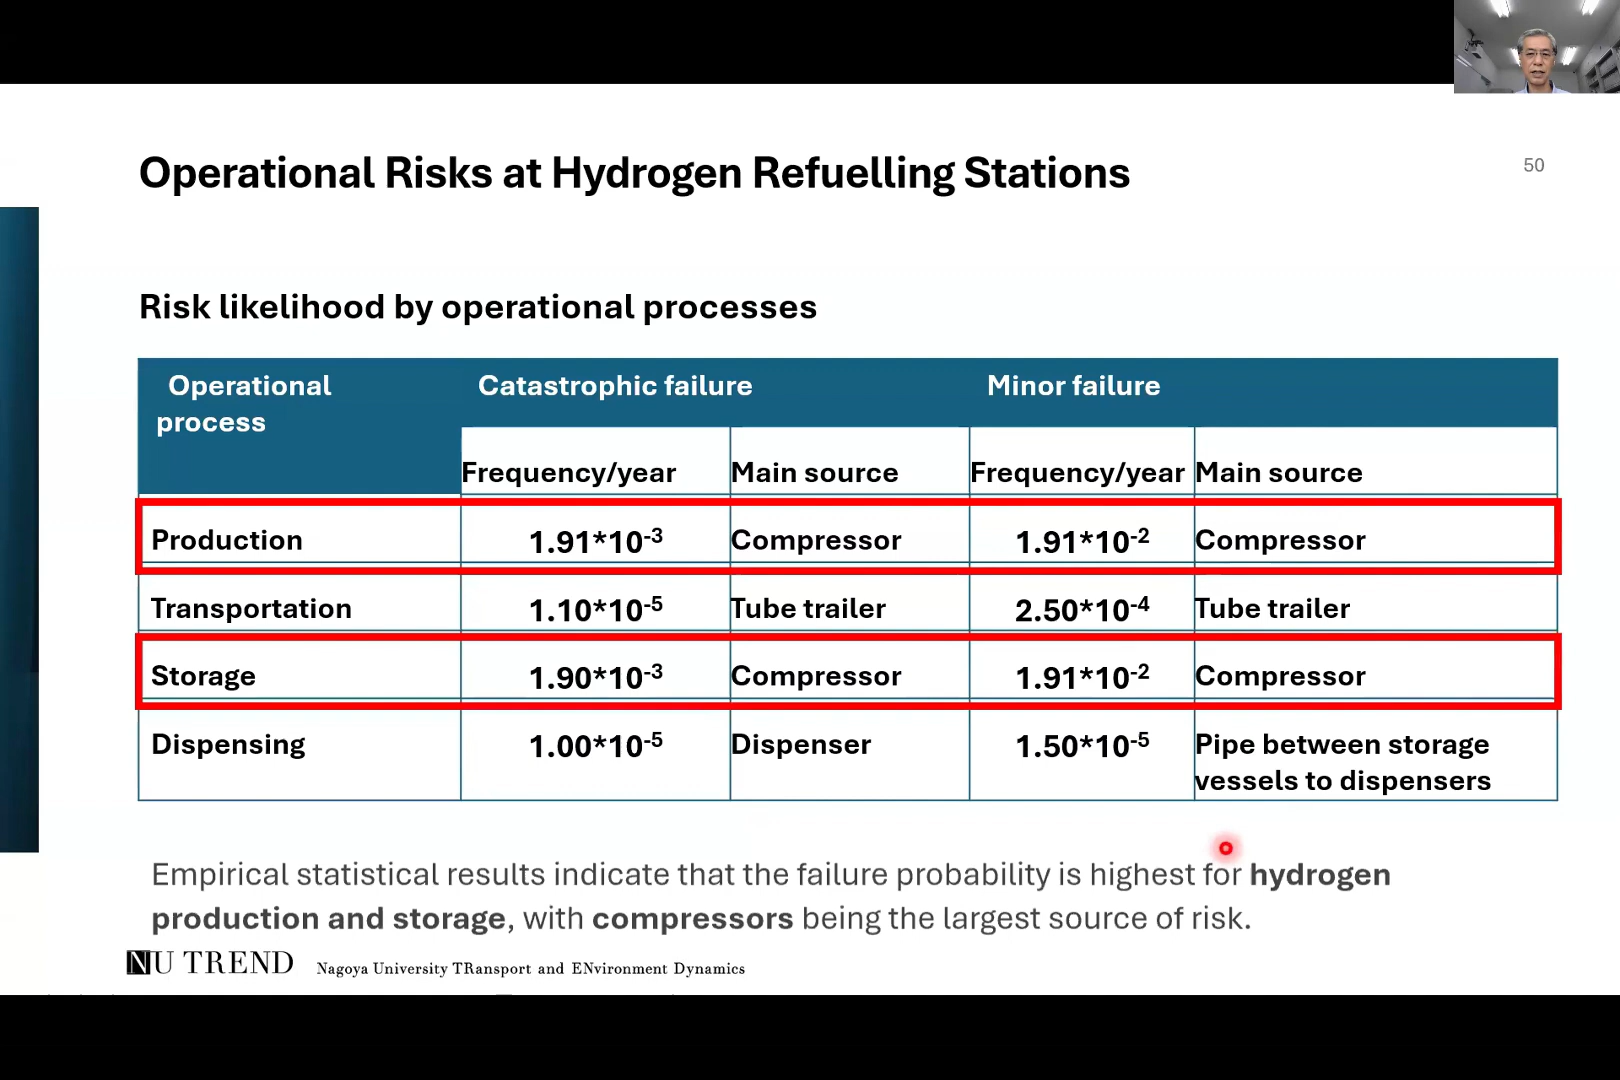 Operational Risks at Hydrogen Refuelling Stations
50
Risk likelihood by operational processes
Operational process Catastrophic failure Minor failure
Frequency/year Main source Frequency/year Main source
Production 1.91*10⁻³ Compressor 1.91*10⁻² Compressor
Transportation 1.10*10⁻⁵ Tube trailer 2.50*10⁻⁴ Tube trailer
Storage 1.90*10⁻³ Compressor 1.91*10⁻² Compressor
Dispensing 1.00*10⁻⁵ Dispenser 1.50*10⁻⁵ Pipe between storage
vessels to dispensers
Empirical statistical results indicate that the failure probability is highest for hydrogen
production and storage, with compressors being the largest source of risk.
NU TREND Nagoya University TRansport and ENvironment Dynamics